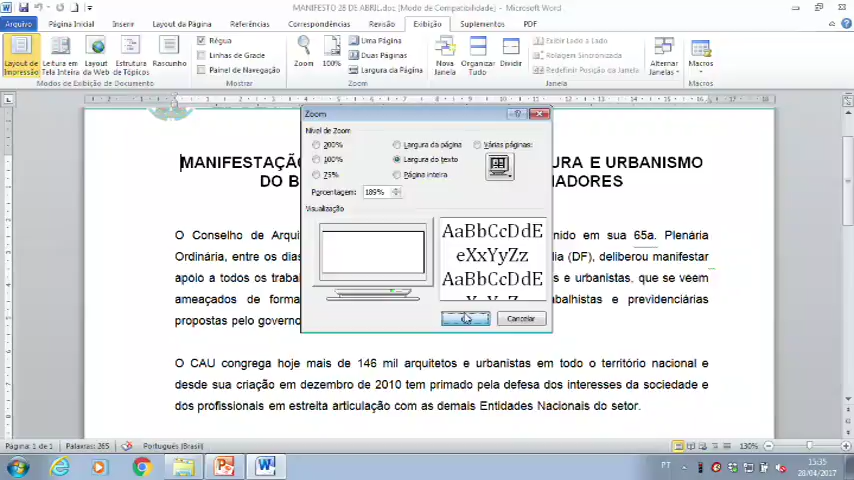 MANIFESTO 28 DE ABRIL.doc [Modo de Compatibilidade] - Microsoft Word
Arquivo Página Inicial Inserir Layout da Página Referências Correspondências Revisão Exibição Suplementos PDF
Layout de Impressão
Leitura em Tela Inteira
Layout da Web
Estrutura de Tópicos
Rascunho
Modos de Exibição de Documento
Régua
Linhas de Grade
Painel de Navegação
Mostrar
Zoom
100%
Uma Página
Duas Páginas
Largura da Página
Zoom
Nova Janela
Organizar Tudo
Dividir
Exibir Lado a Lado
Rolagem Sincronizada
Redefinir Posição da Janela
Janela
Alternar Janelas
Macros
Macros
MANIFESTAÇÃ
URA E URBANISMO
DO B
ADORES
O Conselho de Arqui
nido em sua 65a. Plenária
Ordinária, entre os dias
ia (DF), deliberou manifestar
apoio a todos os traba
s e urbanistas, que se veem
ameaçados de forma
abalhistas e previdenciárias
propostas pelo governo
O CAU congrega hoje mais de 146 mil arquitetos e urbanistas em todo o território nacional e
desde sua criação em dezembro de 2010 tem primado pela defesa dos interesses da sociedade e
dos profissionais em estreita articulação com as demais Entidades Nacionais do setor.
Zoom
Nível de Zoom
200%
100%
75%
Largura da página
Largura do texto
Página inteira
Várias páginas:
Porcentagem: 189%
Visualização
AaBbCcDdE
eXxYyZz
AaBbCcDdE
Cancelar
Página: 1 de 1 Palavras: 265 Português (Brasil) 130%
PT 15:35
28/04/2017